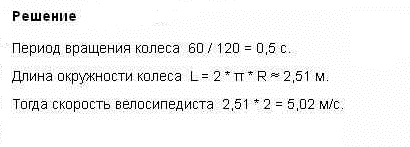 Решение
Период вращения колеса 60 / 120 = 0,5 с.
Длина окружности колеса L = 2 * π * R ≈ 2,51 м.
Тогда скорость велосипедиста 2,51 * 2 = 5,02 м/с.